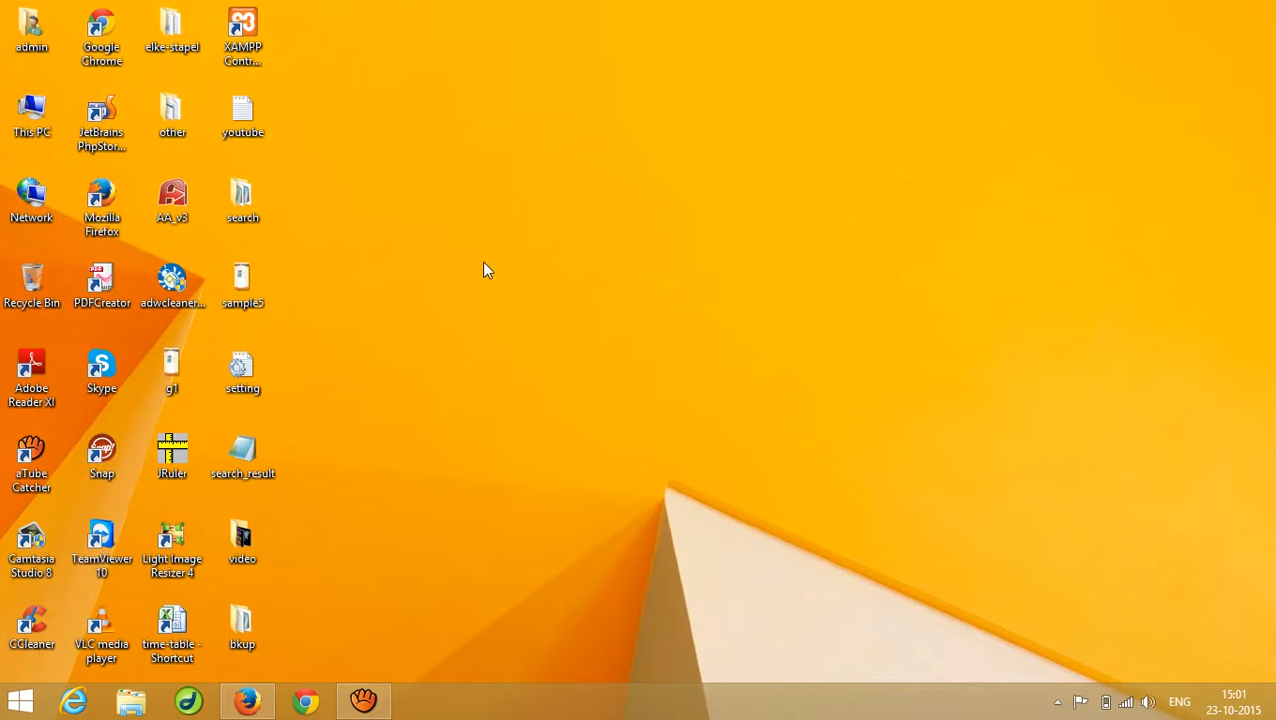 admin
Google
Chrome
elke-stapel
XAMPP
Contr...
This PC
JetBrains
PhpStor...
other
youtube
Network
Mozilla
Firefox
AA_v3
search
Recycle Bin
PDFCreator
adwcleaner...
sample5
Adobe
Reader XI
Skype
g1
setting
aTube
Catcher
Snap
JRuler
search_result
Camtasia
Studio 8
TeamViewer
10
Light Image
Resizer 4
video
CCleaner
VLC media
player
time-table -
Shortcut
bkup
ENG
15:01
23-10-2015